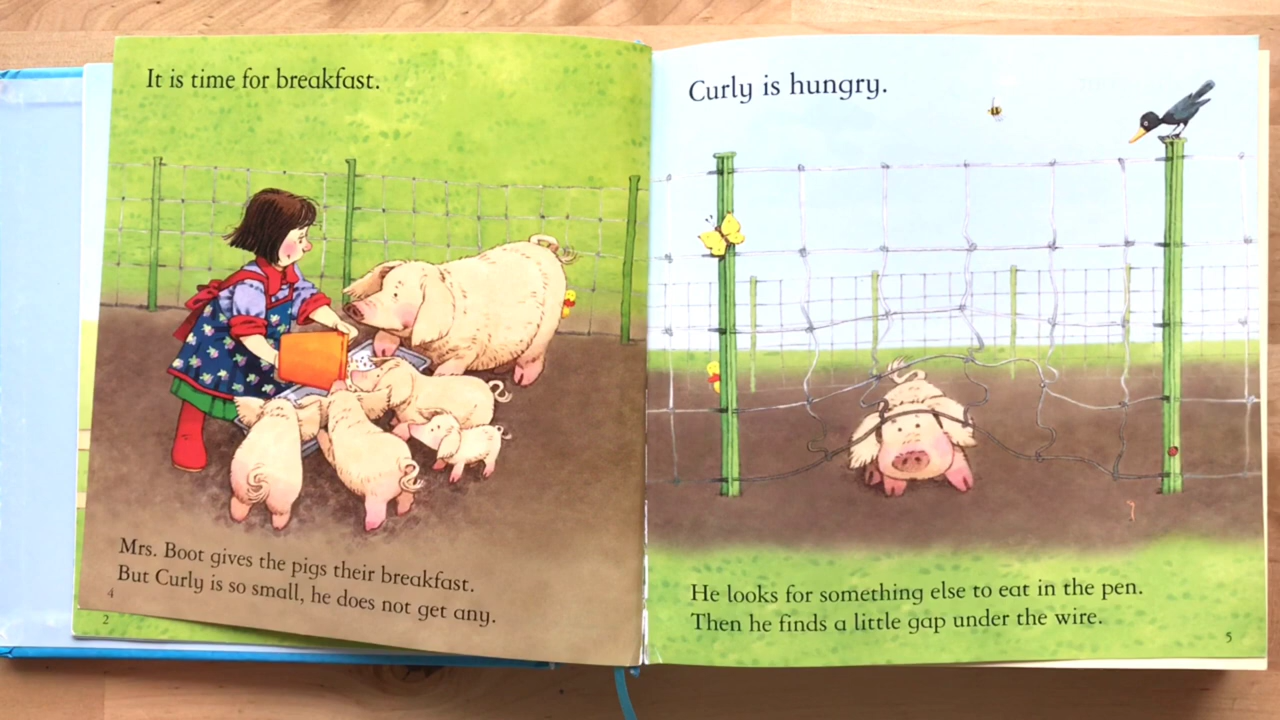 It is time for breakfast.
Mrs. Boot gives the pigs their breakfast.
But Curly is so small, he does not get any.
4
2
Curly is hungry.
He looks for something else to eat in the pen.
Then he finds a little gap under the wire.
5